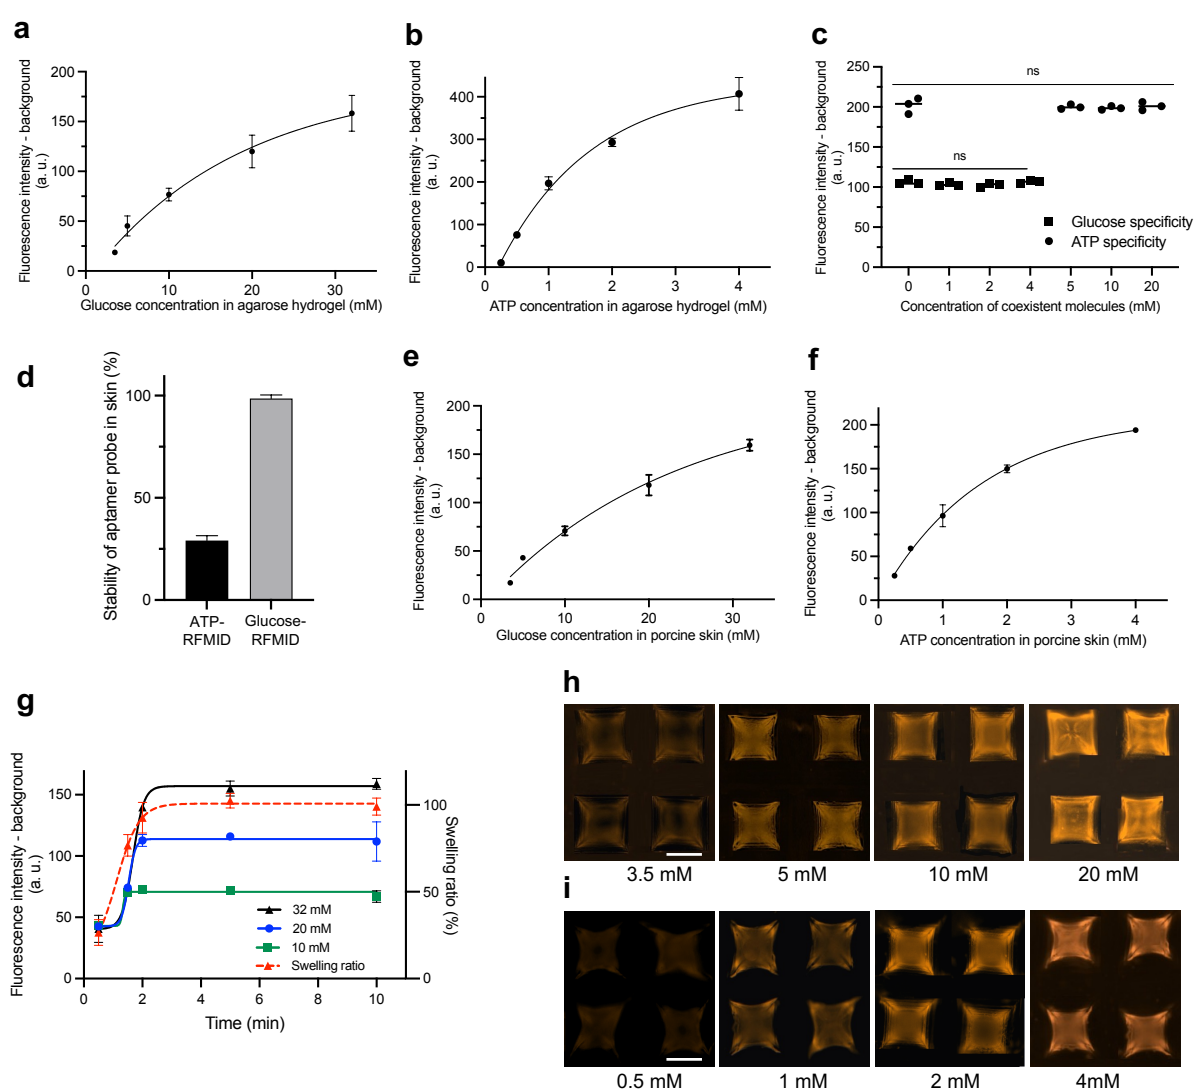 a
Fluorescence intensity - background
(a. u.)
200
150
100
50
0
0
10
20
30
Glucose concentration in agarose hydrogel (mM)
b
Fluorescence intensity - background
(a. u.)
400
300
200
100
0
0
1
2
3
4
ATP concentration in agarose hydrogel (mM)
c
Fluorescence intensity - background
(a. u.)
250
200
150
100
50
0
ns
ns
Glucose specificity
ATP specificity
0
1
2
4
5
10
20
Concentration of coexistent molecules (mM)
d
Stability of aptamer probe in skin (%)
100
50
0
ATP-
RFMID
Glucose-
RFMID
e
Fluorescence intensity - background
(a. u.)
200
150
100
50
0
0
10
20
30
Glucose concentration in porcine skin (mM)
f
Fluorescence intensity - background
(a. u.)
200
150
100
50
0
0
1
2
3
4
ATP concentration in porcine skin (mM)
g
Fluorescence intensity - background
(a. u.)
150
100
50
0
32 mM
20 mM
10 mM
Swelling ratio
100
50
0
Swelling ratio (%)
0
2
4
6
8
10
Time (min)
h
3.5 mM
5 mM
10 mM
20 mM
i
0.5 mM
1 mM
2 mM
4mM